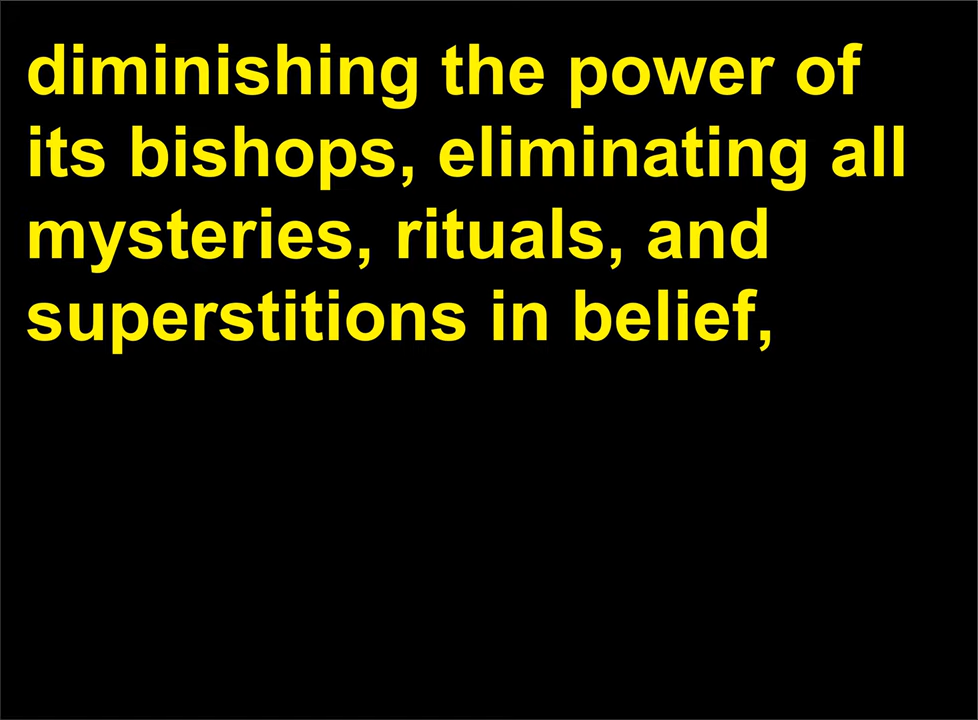 diminishing the power of
its bishops, eliminating all
mysteries, rituals, and
superstitions in belief,